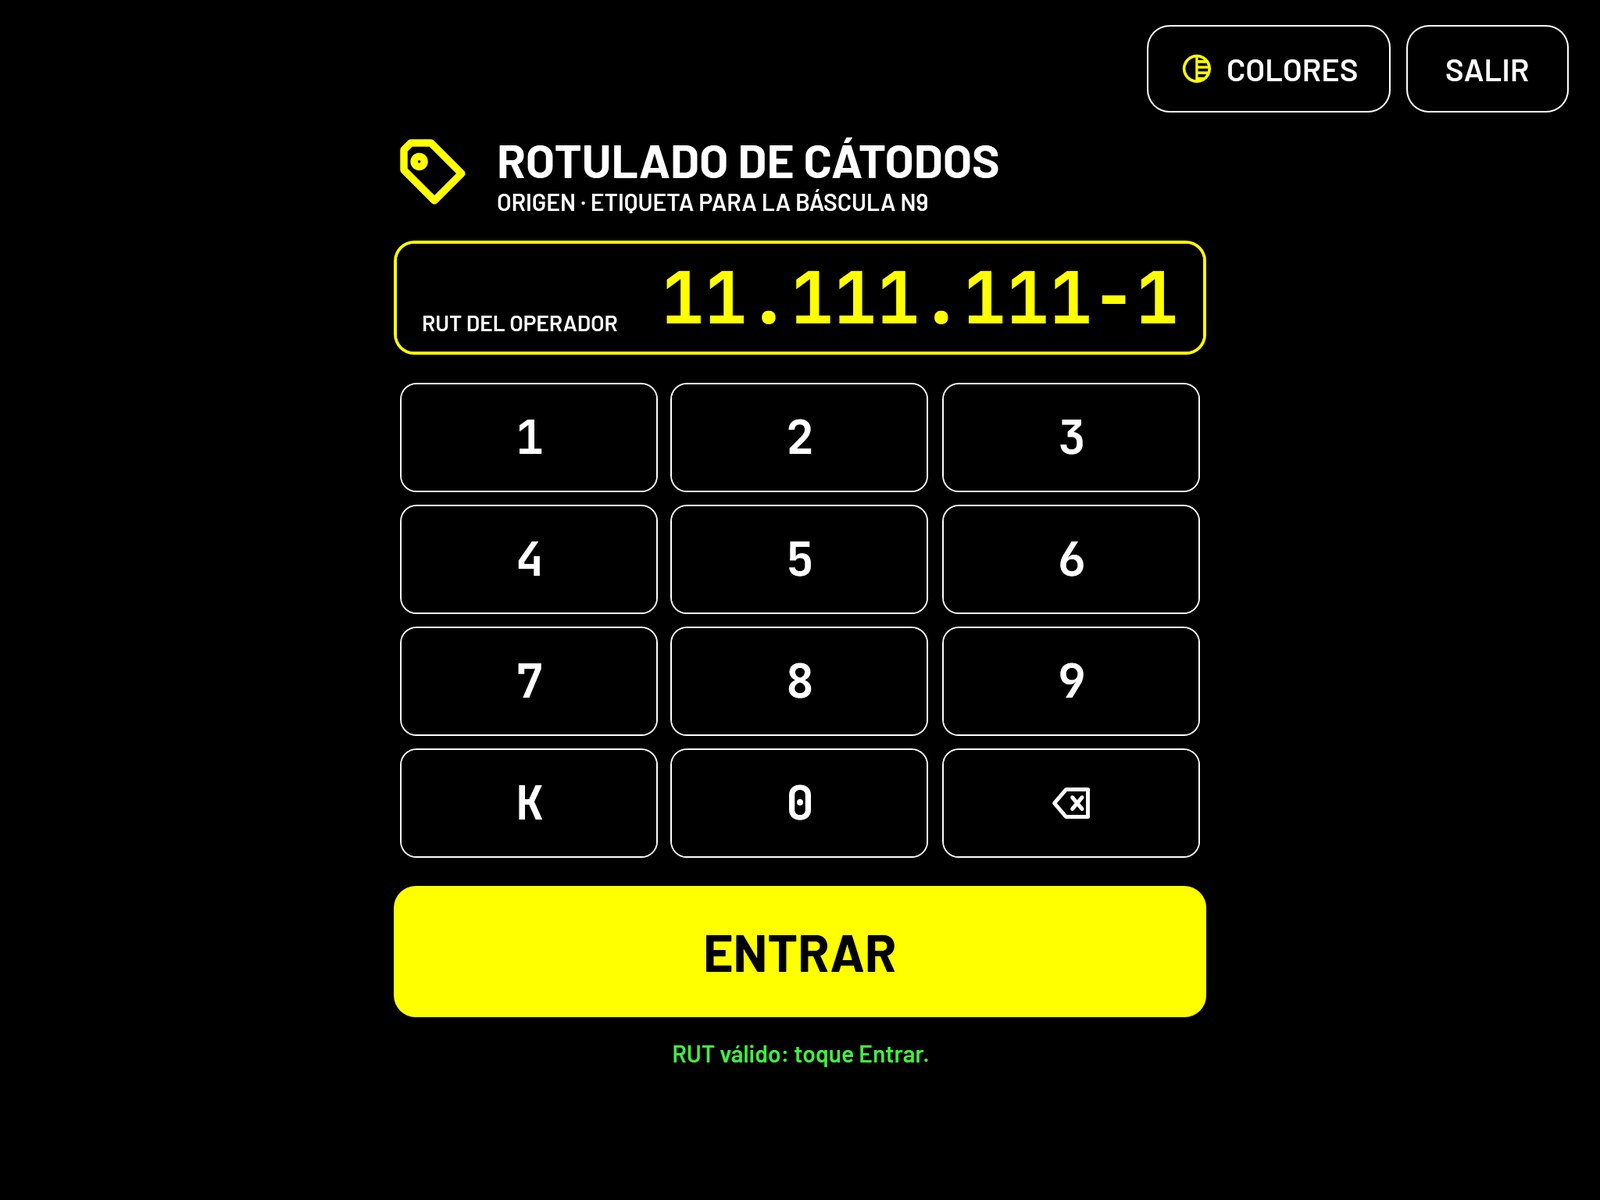 COLORES
SALIR
ROTULADO DE CÁTODOS
ORIGEN · ETIQUETA PARA LA BÁSCULA N9
RUT DEL OPERADOR 11.111.111-1
1 2 3
4 5 6
7 8 9
K 0
ENTRAR
RUT válido: toque Entrar.